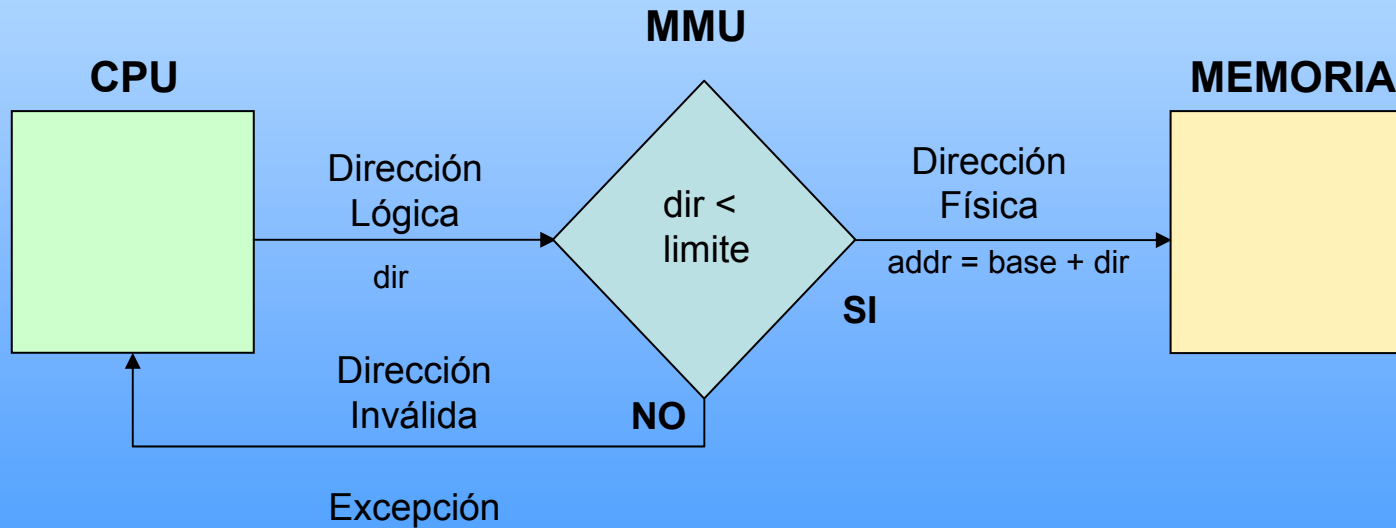 MMU
CPU
MEMORIA
Dirección
Lógica
dir
dir <
limite
Dirección
Física
addr = base + dir
SI
Dirección
Inválida
NO
Excepción